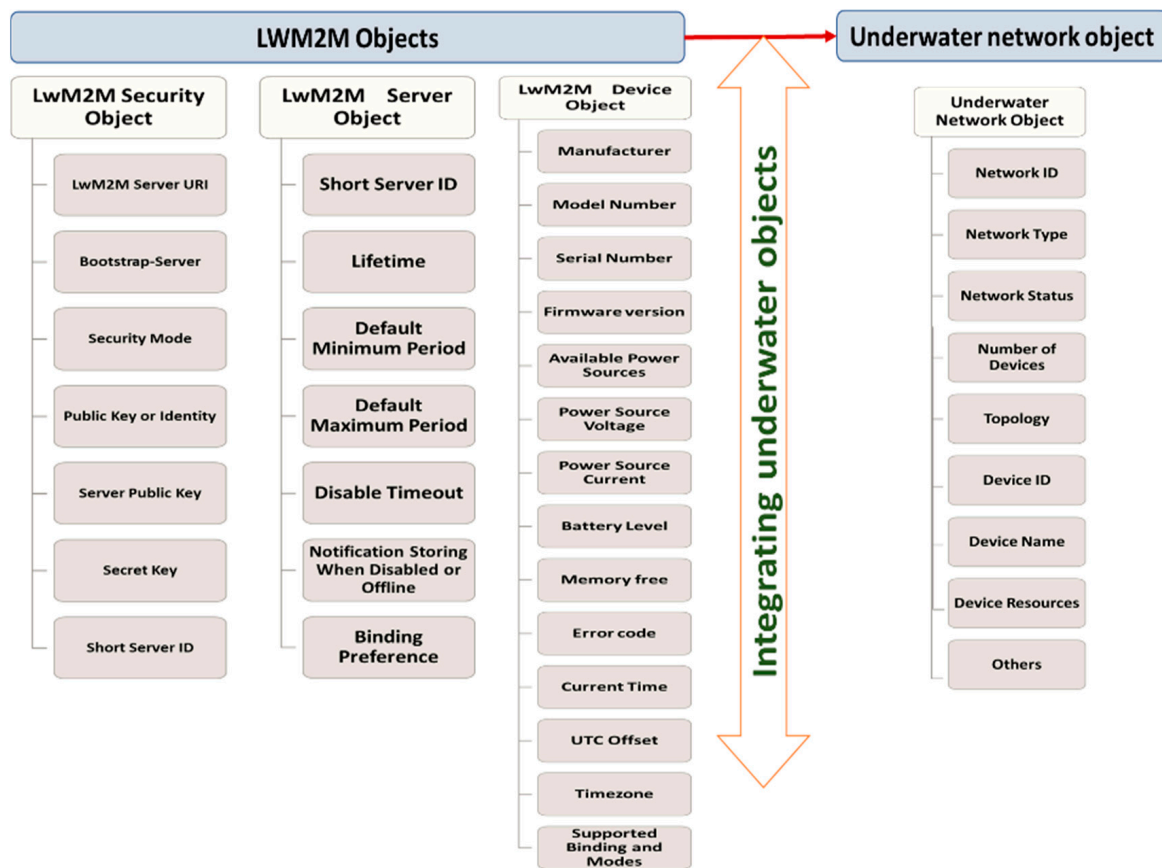 LWM2M Objects
Underwater network object
LwM2M Security
Object
LwM2M Server URI
Bootstrap-Server
Security Mode
Public Key or Identity
Server Public Key
Secret Key
Short Server ID
LwM2M Server
Object
Short Server ID
Lifetime
Default
Minimum Period
Default
Maximum Period
Disable Timeout
Notification Storing
When Disabled or
Offline
Binding
Preference
LwM2M Device
Object
Manufacturer
Model Number
Serial Number
Firmware version
Available Power
Sources
Power Source
Voltage
Power Source
Current
Battery Level
Memory free
Error code
Current Time
UTC Offset
Timezone
Supported
Binding and
Modes
Integrating underwater objects
Underwater
Network Object
Network ID
Network Type
Network Status
Number of
Devices
Topology
Device ID
Device Name
Device Resources
Others